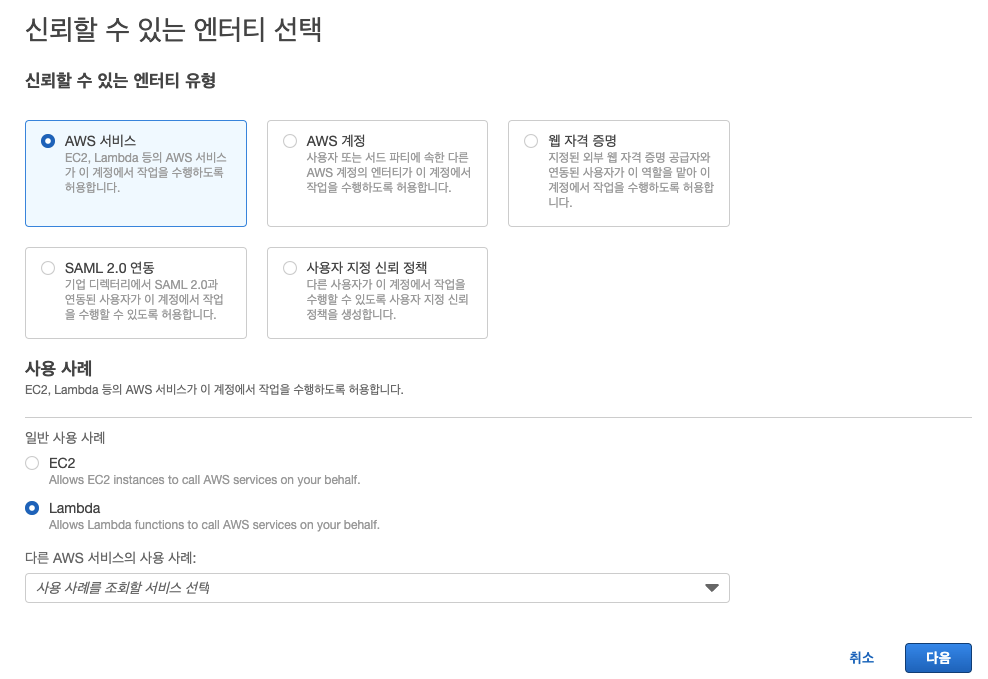 신뢰할 수 있는 엔터티 선택
신뢰할 수 있는 엔터티 유형
AWS 서비스
EC2, Lambda 등의 AWS 서비스
가 이 계정에서 작업을 수행하도록
허용합니다.
AWS 계정
사용자 또는 서드 파티에 속한 다른
AWS 계정의 엔터티가 이 계정에서
작업을 수행하도록 허용합니다.
웹 자격 증명
지정된 외부 웹 자격 증명 공급자와
연동된 사용자가 이 역할을 맡아 이
계정에서 작업을 수행하도록 허용합
니다.
SAML 2.0 연동
기업 디렉터리에서 SAML 2.0과
연동된 사용자가 이 계정에서 작업
을 수행할 수 있도록 허용합니다.
사용자 지정 신뢰 정책
다른 사용자가 이 계정에서 작업을
수행할 수 있도록 사용자 지정 신뢰
정책을 생성합니다.
사용 사례
EC2, Lambda 등의 AWS 서비스가 이 계정에서 작업을 수행하도록 허용합니다.
일반 사용 사례
EC2
Allows EC2 instances to call AWS services on your behalf.
Lambda
Allows Lambda functions to call AWS services on your behalf.
다른 AWS 서비스의 사용 사례:
사용 사례를 조회할 서비스 선택
취소
다음